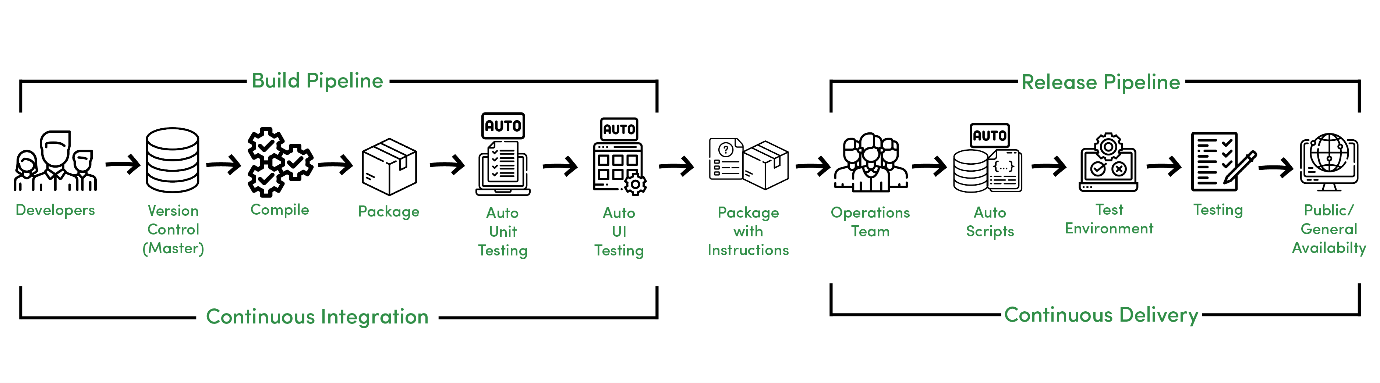 Build Pipeline
Release Pipeline
AUTO
AUTO
AUTO
?
{...}
Developers
Version
Control
(Master)
Compile
Package
Auto
Unit
Testing
Auto
UI
Testing
Package
with
Instructions
Operations
Team
Auto
Scripts
Test
Environment
Testing
Public/
General
Availabilty
Continuous Integration
Continuous Delivery